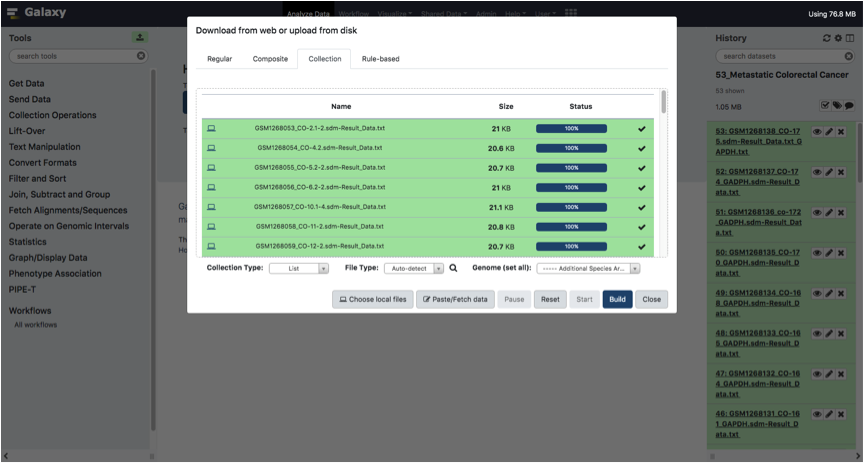 Galaxy
Analyze Data Workflow Visualize Shared Data Admin Help User
Using 76.8 MB
Tools
search tools
Get Data
Send Data
Collection Operations
Lift-Over
Text Manipulation
Convert Formats
Filter and Sort
Join, Subtract and Group
Fetch Alignments/Sequences
Operate on Genomic Intervals
Statistics
Graph/Display Data
Phenotype Association
PIPE-T
Workflows
All workflows
Download from web or upload from disk
Regular Composite Collection Rule-based
Name Size Status
GSM1268053_CO-2.1-2.sdm-Result_Data.txt 21 KB 100%
GSM1268054_CO-4.2.sdm-Result_Data.txt 20.6 KB 100%
GSM1268055_CO-5.2-2.sdm-Result_Data.txt 20.7 KB 100%
GSM1268056_CO-6.2-2.sdm-Result_Data.txt 21 KB 100%
GSM1268057_CO-10.1-4.sdm-Result_Data.txt 21.1 KB 100%
GSM1268058_CO-11-2.sdm-Result_Data.txt 20.8 KB 100%
GSM1268059_CO-12-2.sdm-Result_Data.txt 20.7 KB 100%
Collection Type: List File Type: Auto-detect Genome (set all): ----- Additional Species Ar...
Choose local files Paste/Fetch data Pause Reset Start Build Close
History
search datasets
53_Metastatic Colorectal Cancer
53 shown
1.05 MB
53: GSM1268138_CO-17
5.sdm-Result_Data.txt_G
APDH.txt
52: GSM1268137_CO-17
4_GADPH.sdm-Result_D
ata.txt
51: GSM1268136_co-172
_GADPH.sdm-Result_Dat
a.txt
50: GSM1268135_CO-17
0_GAPDH.sdm-Result_D
ata.txt
49: GSM1268134_CO-16
8_GAPDH.sdm-Result_D
ata.txt
48: GSM1268133_CO-16
5_GAPDH.sdm-Result_D
ata.txt
47: GSM1268132_CO-16
4_GAPDH.sdm-Result_D
ata.txt
46: GSM1268131_CO-16
1_GAPDH.sdm-Result_D
ata.txt